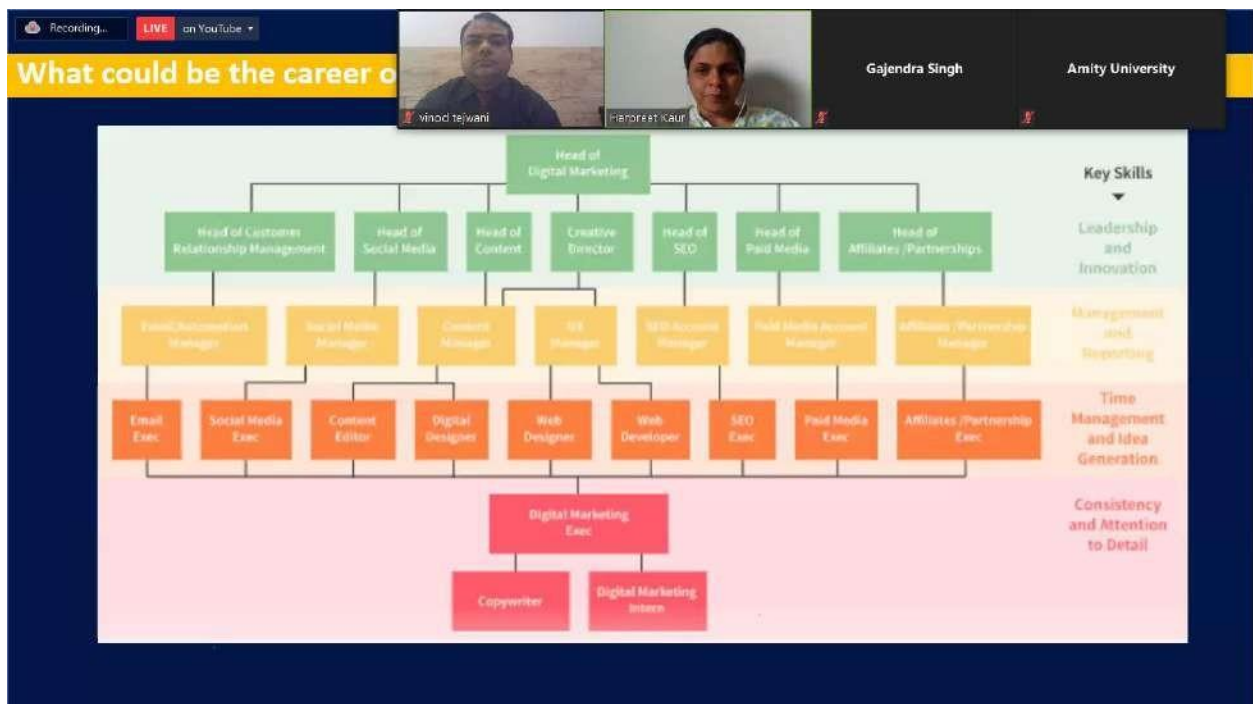 Recording...
LIVE on YouTube
What could be the career o
vinod tejwani
Harpreet Kaur
Gajendra Singh
Amity University
Head of
Digital Marketing
Key Skills
Head of Customer
Relationship Management
Head of
Social Media
Head of
Content
Creative
Director
Head of
SEO
Head of
Paid Media
Head of
Affiliates /Partnerships
Leadership
and
Innovation
Manager
Social Media
Manager
Content
Manager
UX
Manager
SEO Account
Manager
Paid Media Account
Manager
Affiliates /Partnership
Manager
Management
and
Reporting
Email
Exec
Social Media
Exec
Content
Editor
Digital
Designer
Web
Designer
Web
Developer
SEO
Exec
Paid Media
Exec
Affiliates /Partnership
Exec
Time
Management
and Idea
Generation
Digital Marketing
Exec
Consistency
and Attention
to Detail
Copywriter
Digital Marketing
Intern